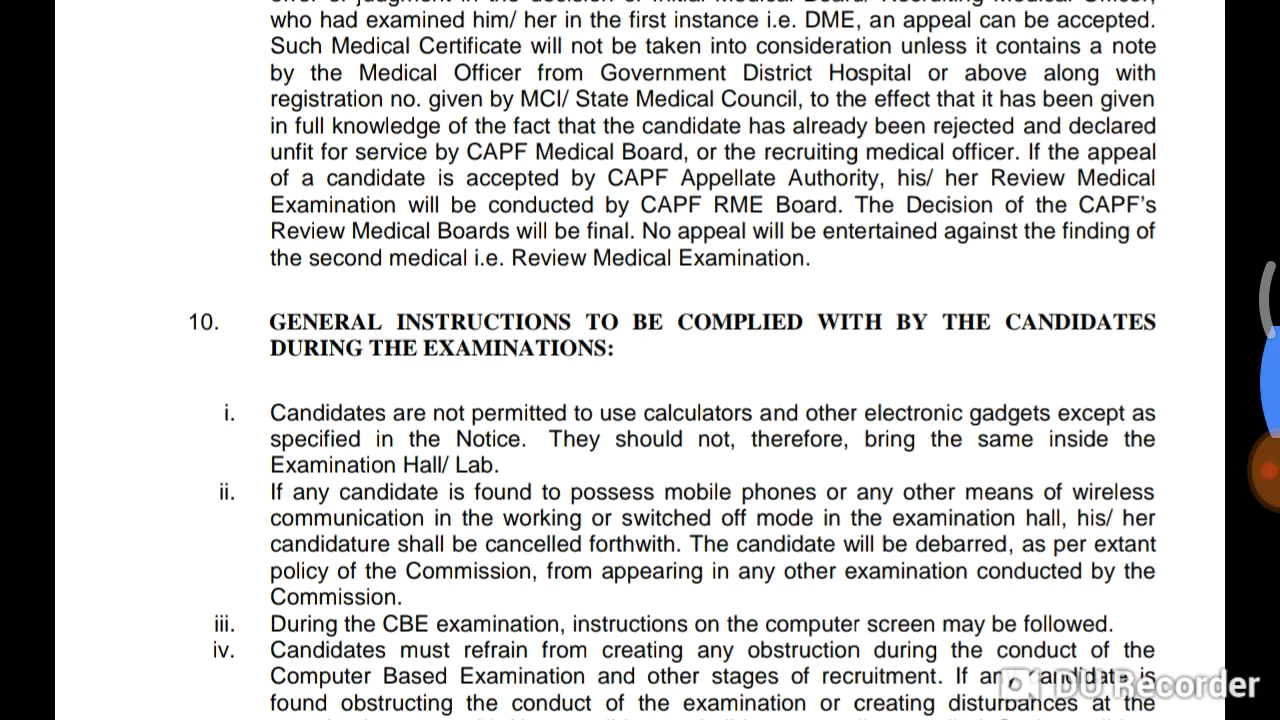 who had examined him/ her in the first instance i.e. DME, an appeal can be accepted.
Such Medical Certificate will not be taken into consideration unless it contains a note
by the Medical Officer from Government District Hospital or above along with
registration no. given by MCI/ State Medical Council, to the effect that it has been given
in full knowledge of the fact that the candidate has already been rejected and declared
unfit for service by CAPF Medical Board, or the recruiting medical officer. If the appeal
of a candidate is accepted by CAPF Appellate Authority, his/ her Review Medical
Examination will be conducted by CAPF RME Board. The Decision of the CAPF’s
Review Medical Boards will be final. No appeal will be entertained against the finding of
the second medical i.e. Review Medical Examination.
10. GENERAL INSTRUCTIONS TO BE COMPLIED WITH BY THE CANDIDATES
DURING THE EXAMINATIONS:
i. Candidates are not permitted to use calculators and other electronic gadgets except as
specified in the Notice. They should not, therefore, bring the same inside the
Examination Hall/ Lab.
ii. If any candidate is found to possess mobile phones or any other means of wireless
communication in the working or switched off mode in the examination hall, his/ her
candidature shall be cancelled forthwith. The candidate will be debarred, as per extant
policy of the Commission, from appearing in any other examination conducted by the
Commission.
iii. During the CBE examination, instructions on the computer screen may be followed.
iv. Candidates must refrain from creating any obstruction during the conduct of the
Computer Based Examination and other stages of recruitment. If any candidate is
found obstructing the conduct of the examination or creating disturbances at the
DU Recorder